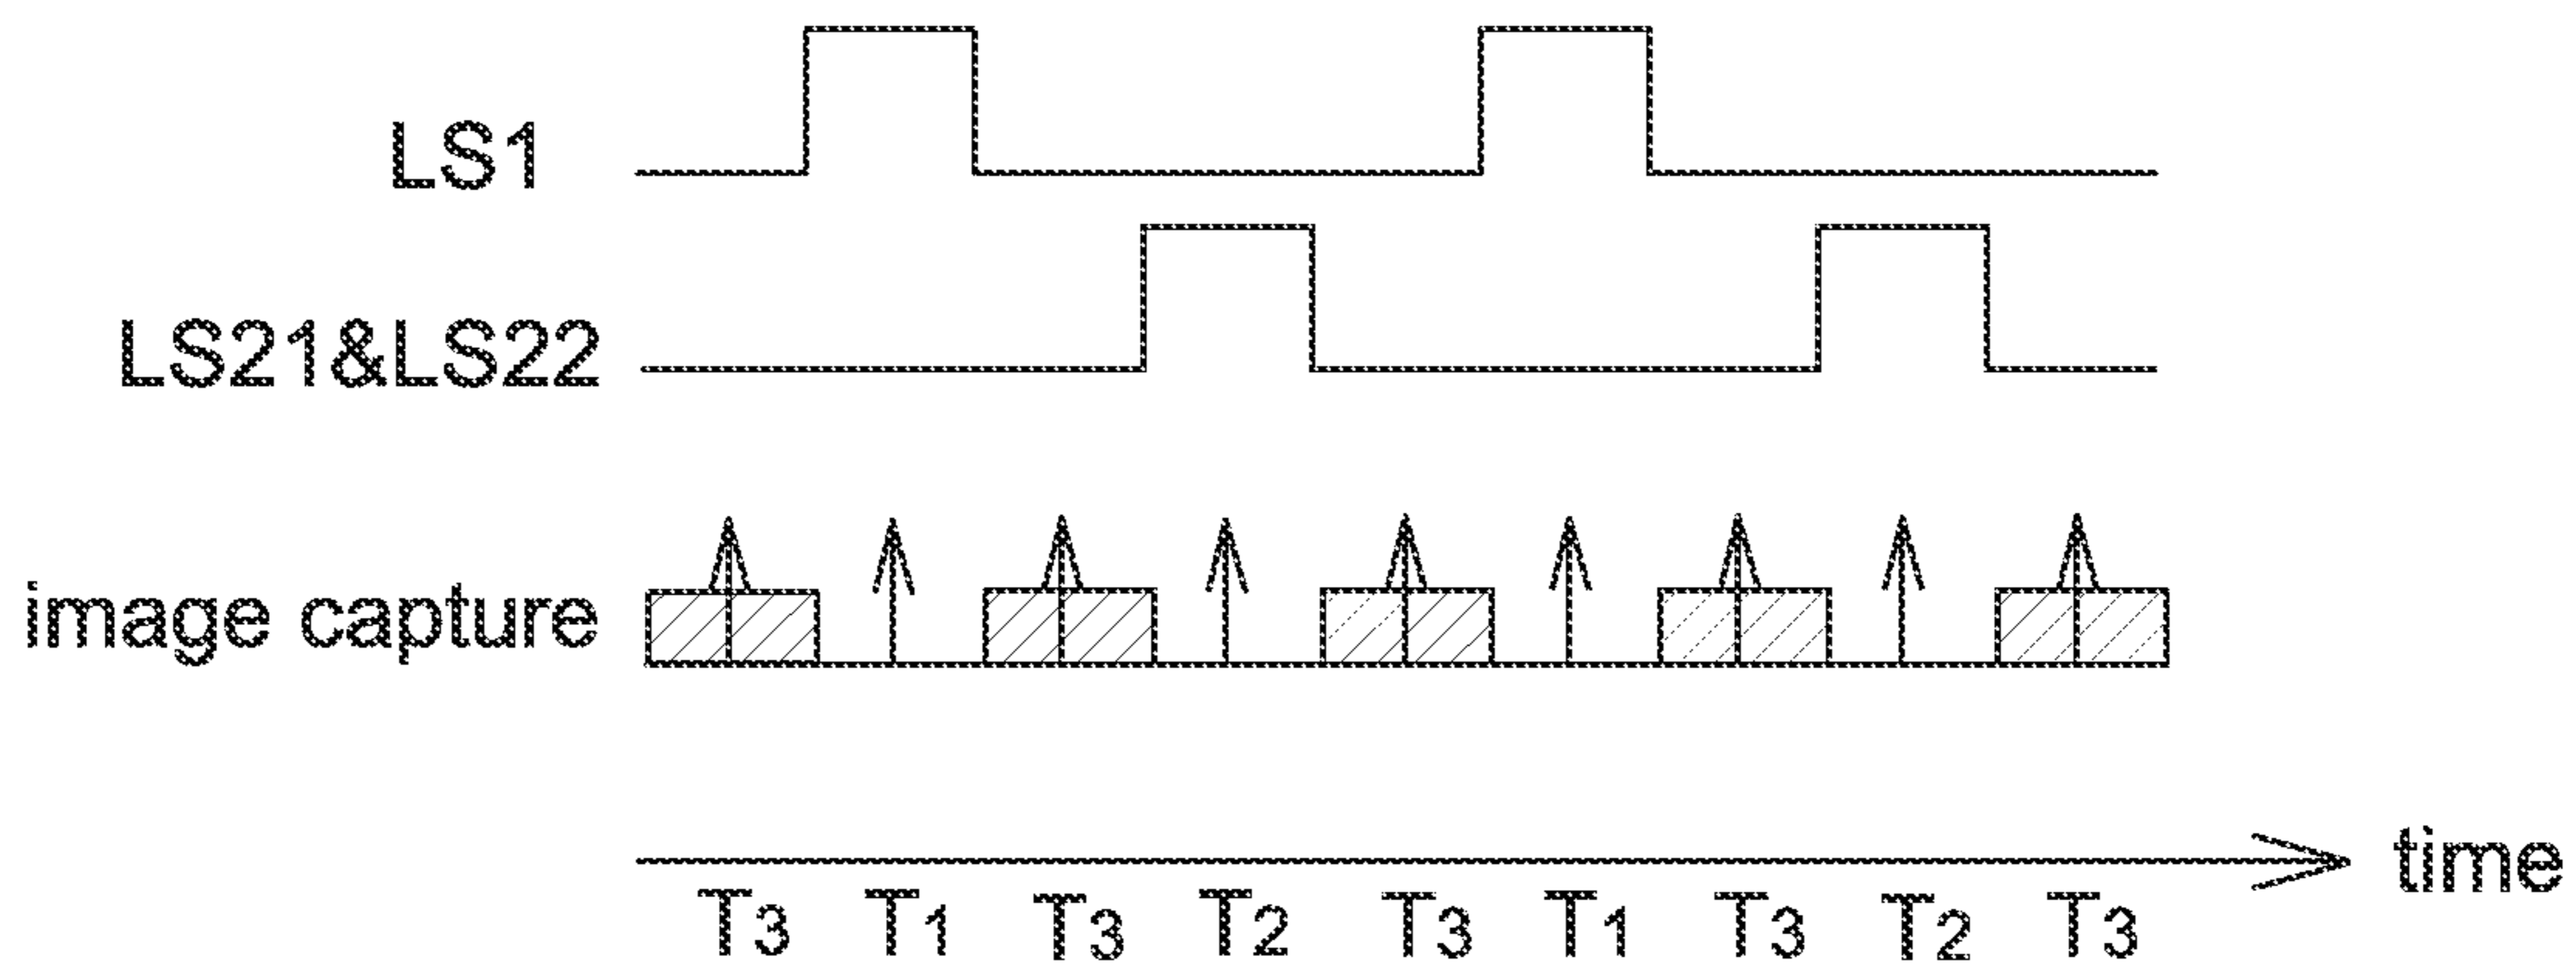 LS1
LS21&LS22
image capture
time
T3 T1 T3 T2 T3 T1 T3 T2 T3